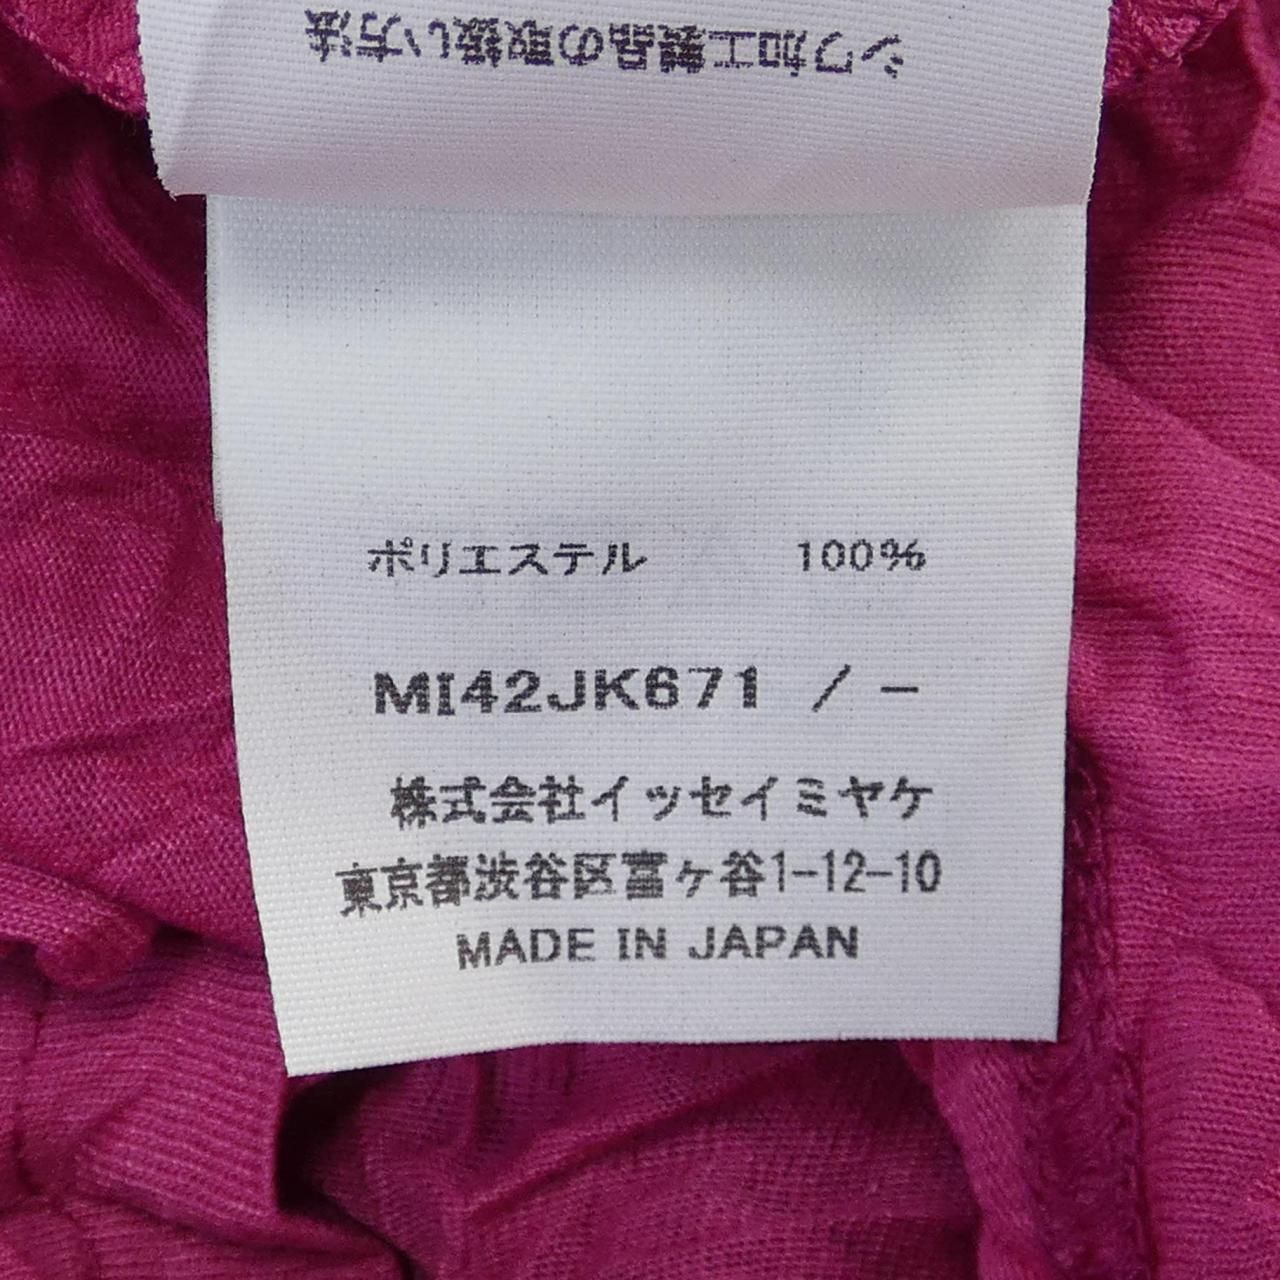 シワ加工製品の取扱い方法
ポリエステル 100%
MI42JK671 / −
株式会社イッセイミヤケ
東京都渋谷区富ヶ谷1-12-10
MADE IN JAPAN